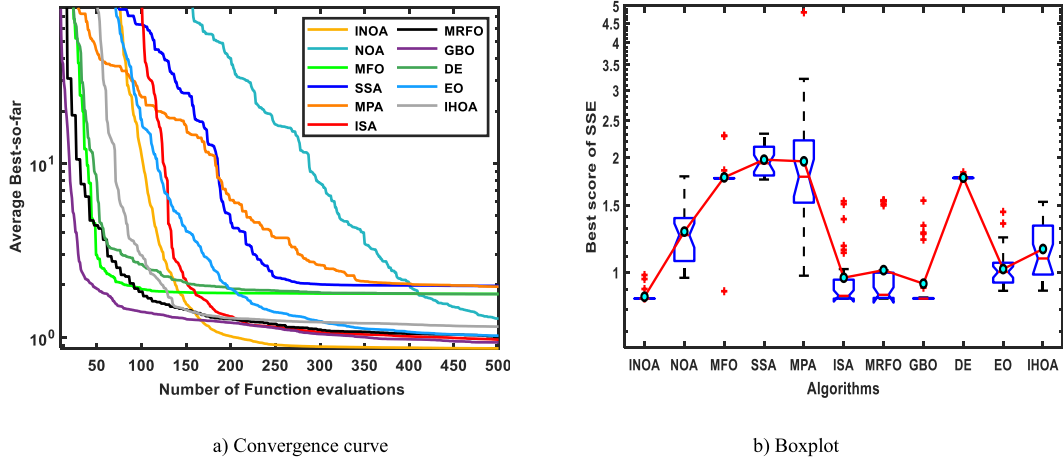 Average Best-so-far
10^1
10^0
50 100 150 200 250 300 350 400 450 500
Number of Function evaluations
INOA
NOA
MFO
SSA
MPA
ISA
MRFO
GBO
DE
EO
IHOA
a) Convergence curve
Best score of SSE
5
4.5
4
3.5
3
2.5
2
1.5
1
INOA NOA MFO SSA MPA ISA MRFO GBO DE EO IHOA
Algorithms
b) Boxplot